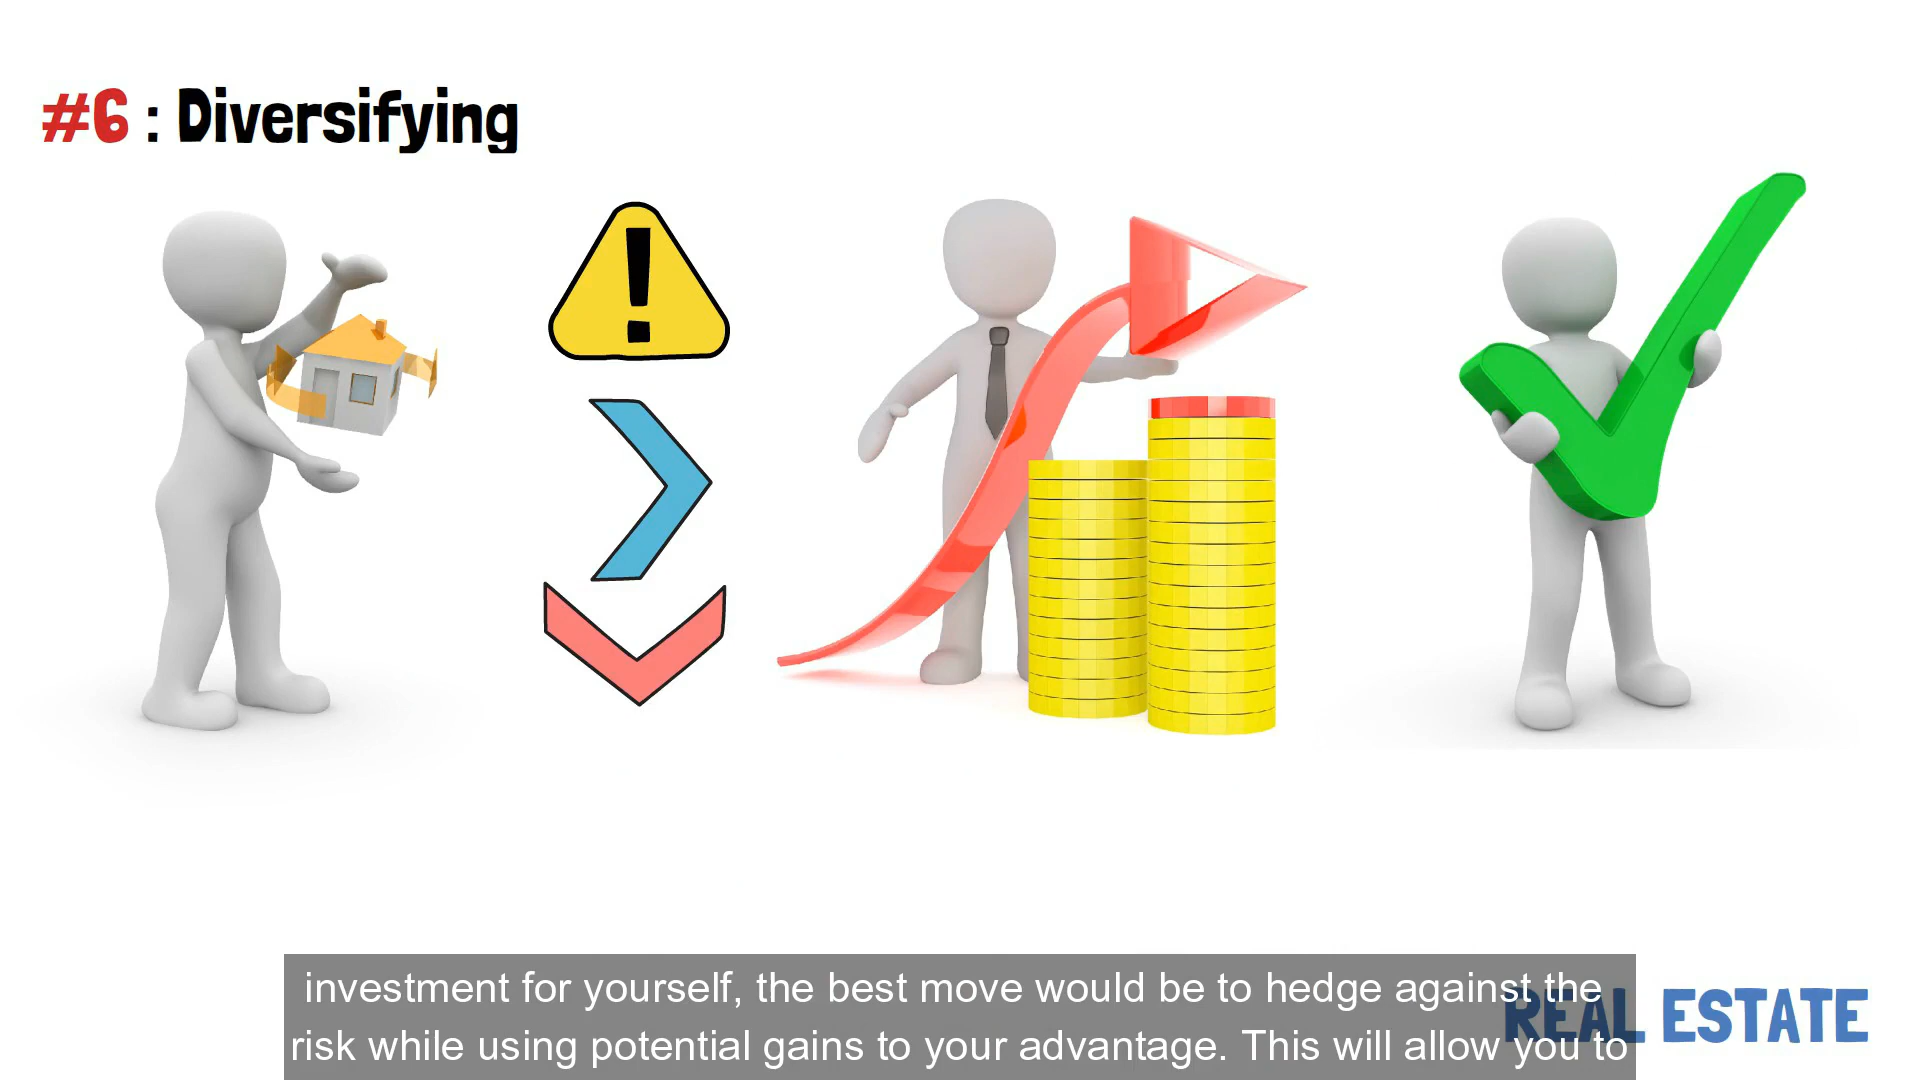 #6 : Diversifying
investment for yourself, the best move would be to hedge against the
risk while using potential gains to your advantage. This will allow you to
REAL ESTATE